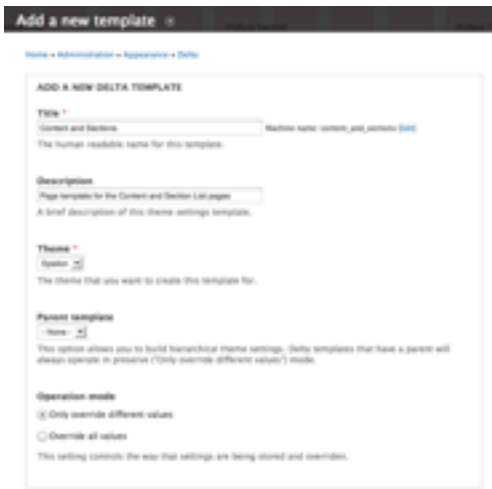 Add a new template
Home » Administration » Appearance » Delta
ADD A NEW DELTA TEMPLATE
Title *
Content and Sections
Machine name: content_and_sections [Edit]
The human readable name for this template.
Description
Page template for the Content and Section List pages
A brief description of this theme settings template.
Theme *
The theme that you want to create this template for.
Parent template
- None -
This option allows you to build hierarchical theme settings. Delta templates that have a parent will
always operate in preserve ("Only override different values") mode.
Operation mode
Only override different values
Override all values
This setting controls the way that settings are being stored and overriden.